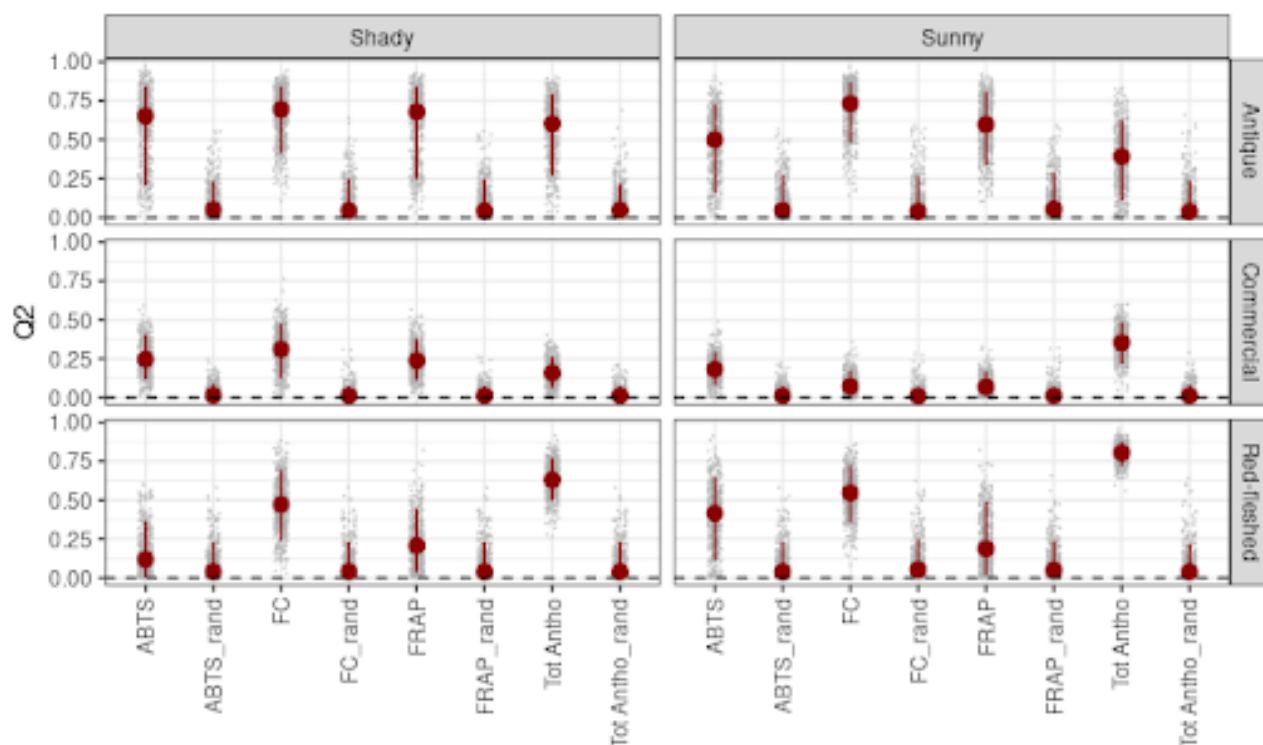 Shady
Sunny
Q2
1.00
0.75
0.50
0.25
0.00
Antique
1.00
0.75
0.50
0.25
0.00
Commercial
1.00
0.75
0.50
0.25
0.00
Red-fleshed
ABTS
ABTS_rand
FC
FC_rand
FRAP
FRAP_rand
Tot Antho
Tot Antho_rand
ABTS
ABTS_rand
FC
FC_rand
FRAP
FRAP_rand
Tot Antho
Tot Antho_rand